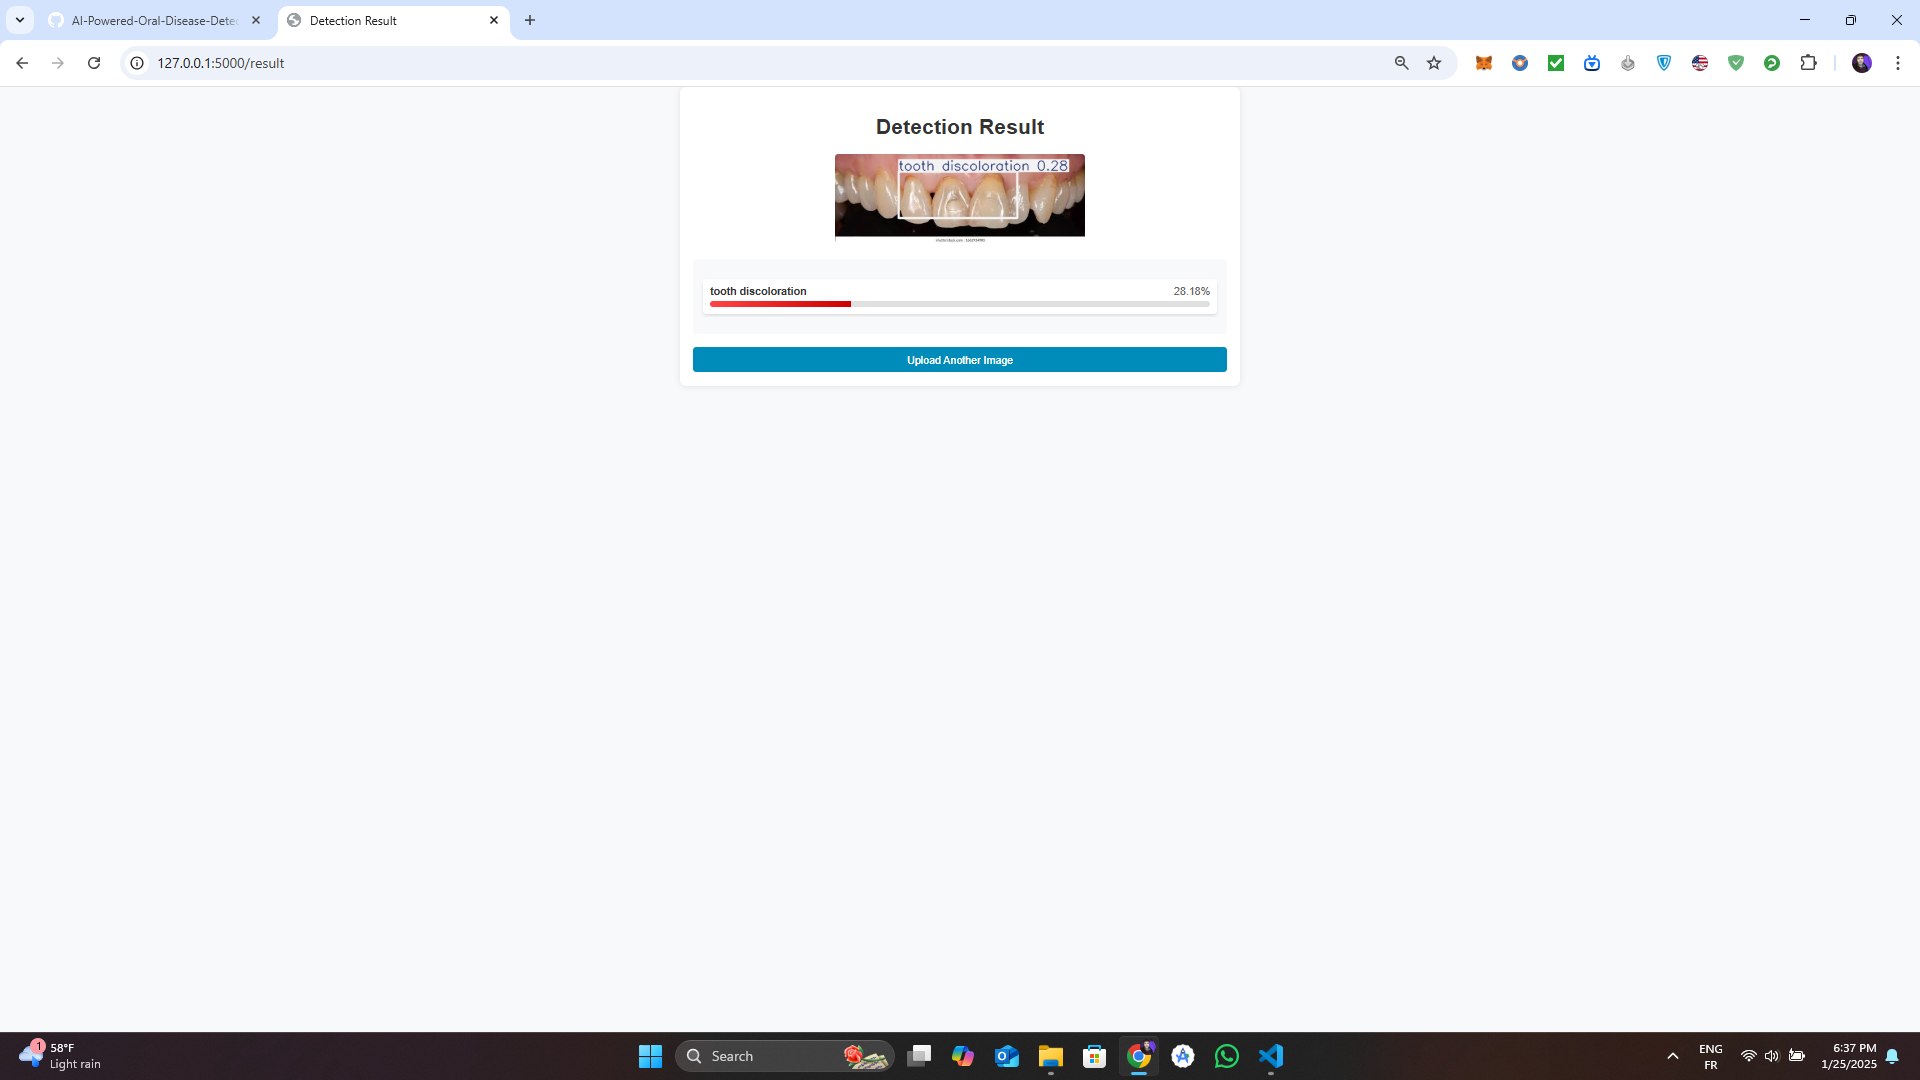 AI-Powered-Oral-Disease-Detec
Detection Result
127.0.0.1:5000/result
Detection Result
tooth discoloration 0.28
tooth discoloration
28.18%
Upload Another Image
1
58°F
Light rain
Search
ENG
FR
6:37 PM
1/25/2025